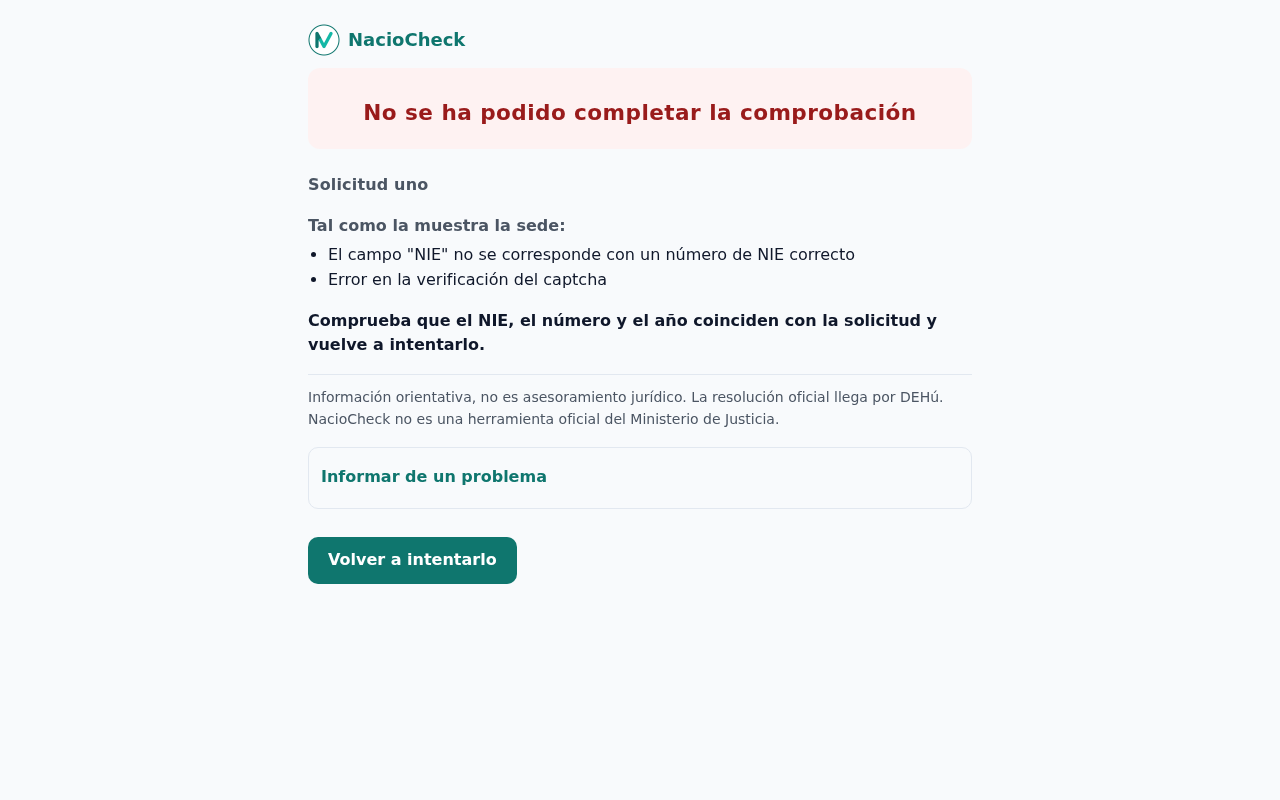 NacioCheck
No se ha podido completar la comprobación
Solicitud uno
Tal como la muestra la sede:
• El campo "NIE" no se corresponde con un número de NIE correcto
• Error en la verificación del captcha
Comprueba que el NIE, el número y el año coinciden con la solicitud y
vuelve a intentarlo.
Información orientativa, no es asesoramiento jurídico. La resolución oficial llega por DEHú.
NacioCheck no es una herramienta oficial del Ministerio de Justicia.
Informar de un problema
Volver a intentarlo